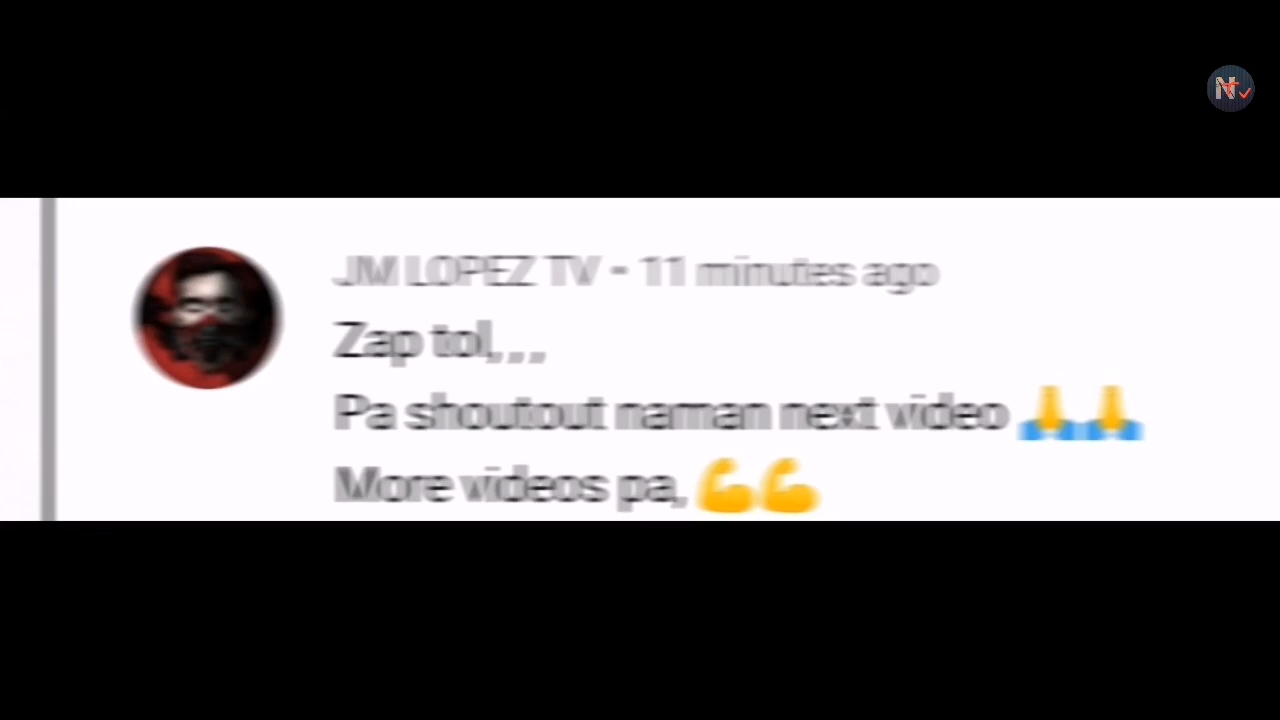 JM LOPEZ TV • 11 minutes ago
Zap tol,,,
Pa shoutout naman next video 🙏🙏
More videos pa, 💪💪